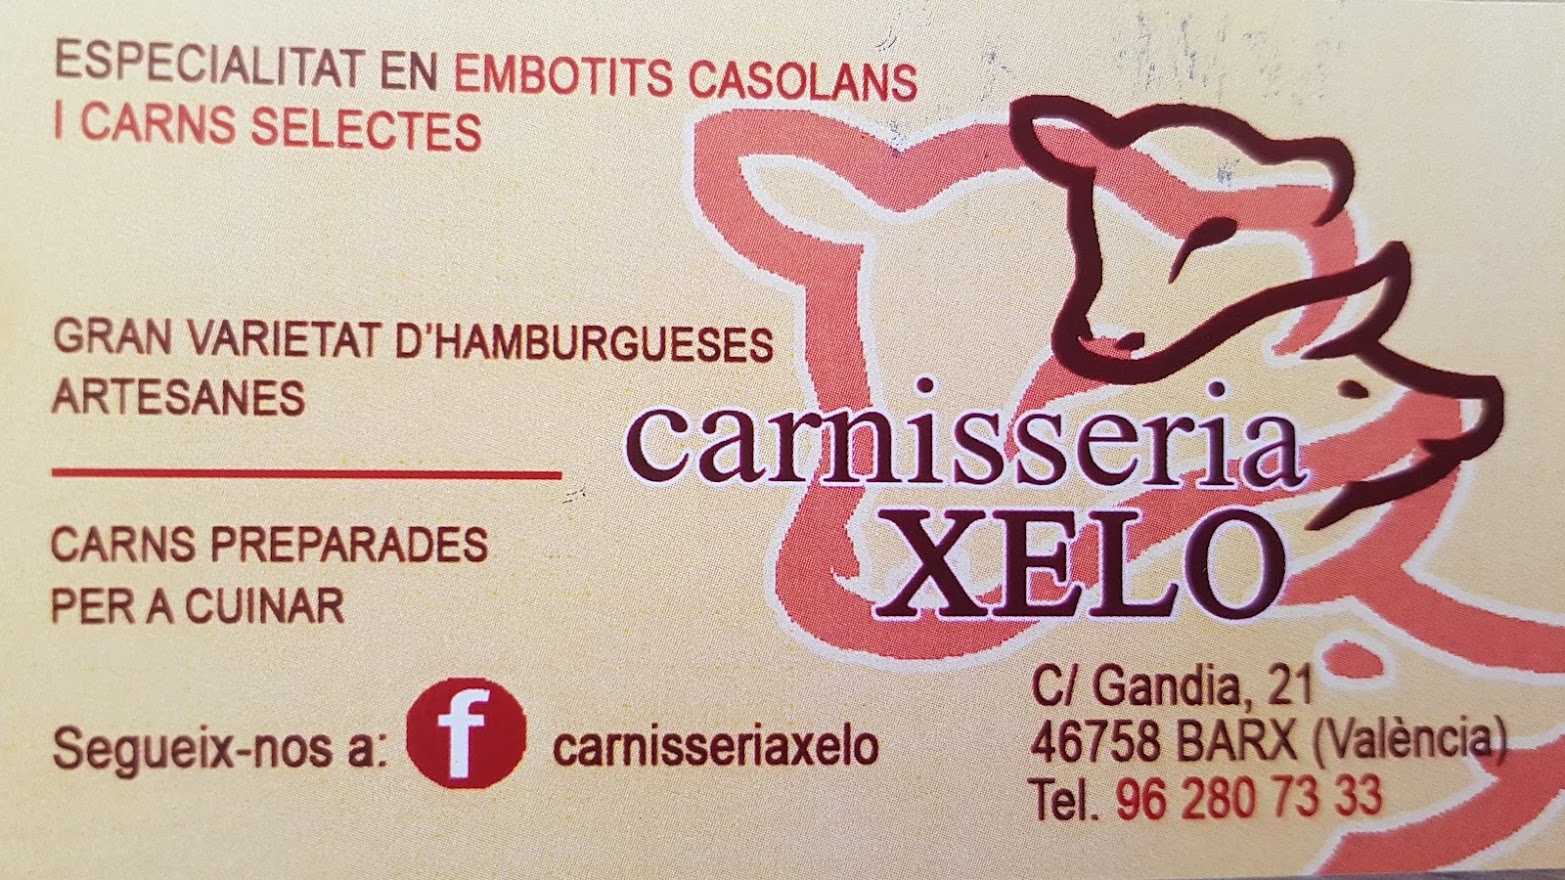 ESPECIALITAT EN EMBOTITS CASOLANS
I CARNS SELECTES
GRAN VARIETAT D'HAMBURGUESES
ARTESANES
CARNS PREPARADES
PER A CUINAR
Segueix-nos a: f carnisseriaxelo
carnisseria
XELO
C/ Gandia, 21
46758 BARX (València)
Tel. 96 280 73 33